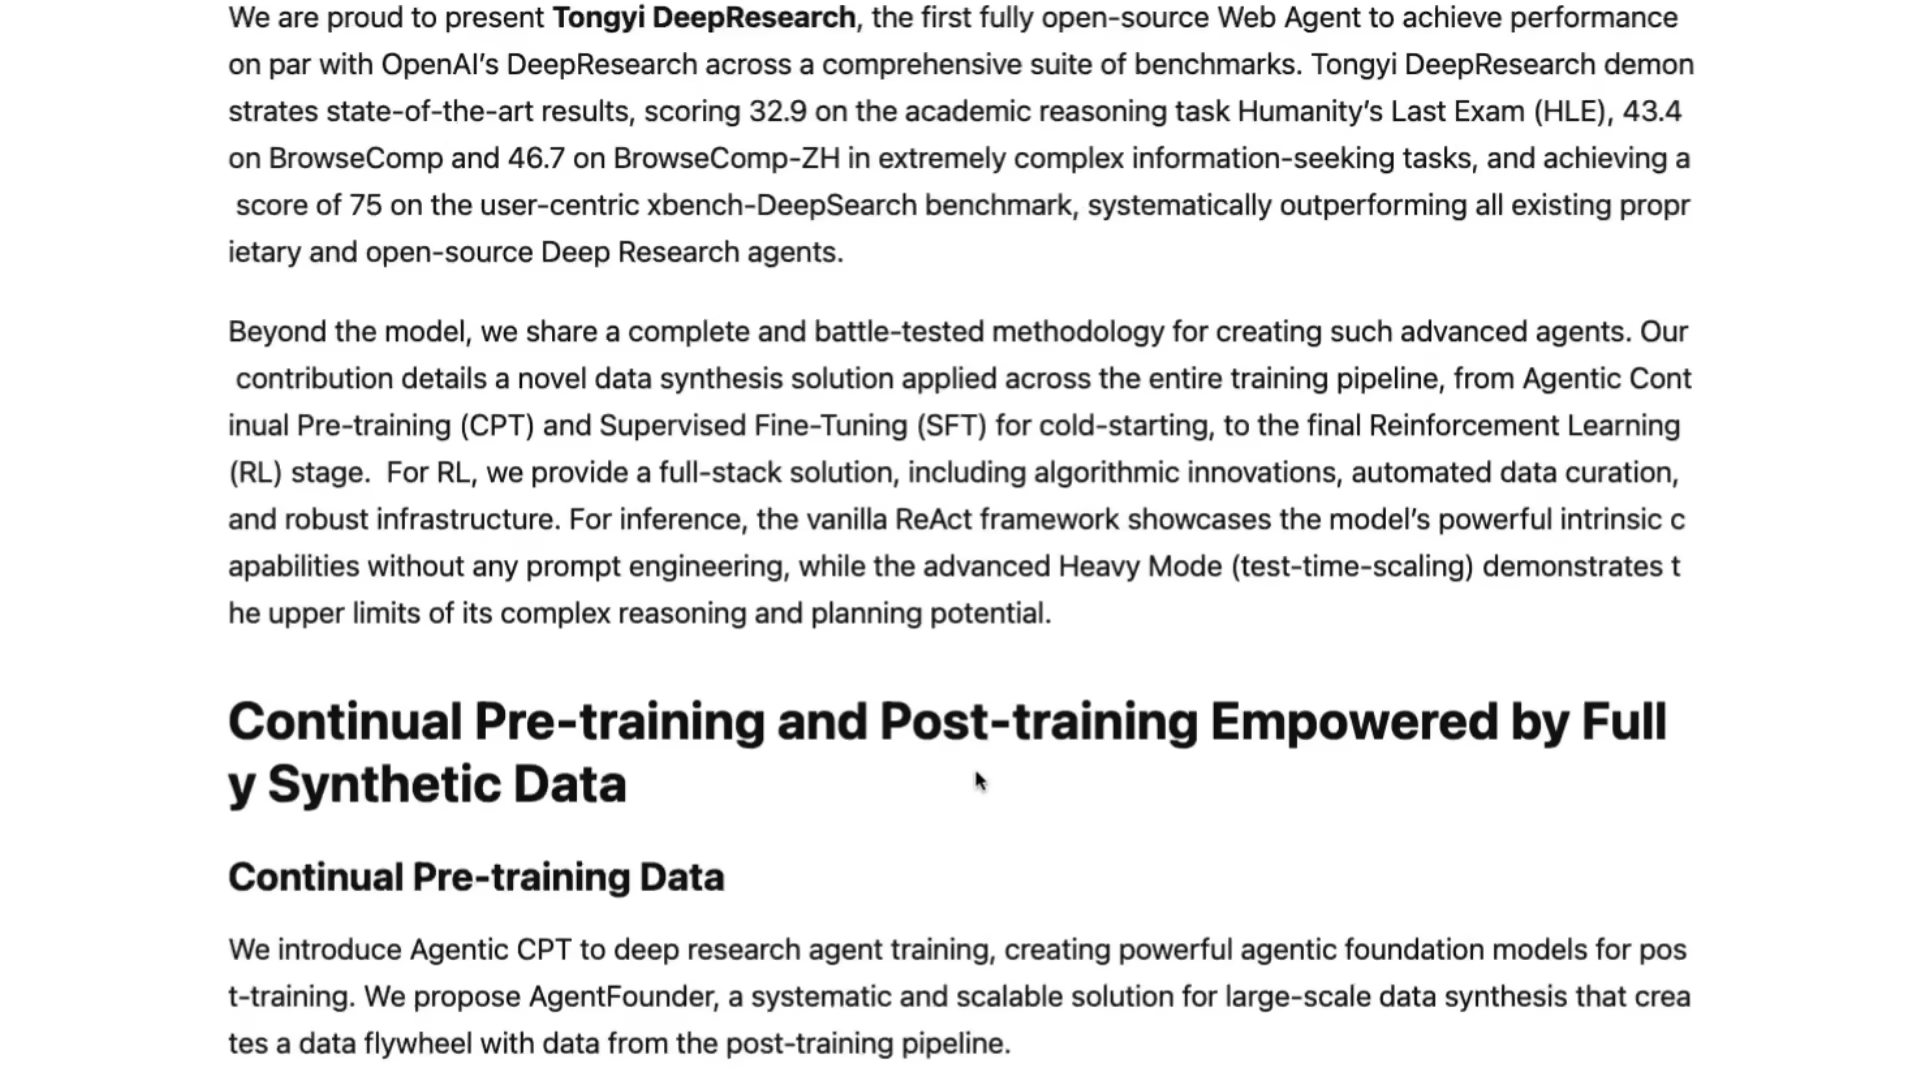 We are proud to present Tongyi DeepResearch, the first fully open-source Web Agent to achieve performance
on par with OpenAI’s DeepResearch across a comprehensive suite of benchmarks. Tongyi DeepResearch demon
strates state-of-the-art results, scoring 32.9 on the academic reasoning task Humanity’s Last Exam (HLE), 43.4
on BrowseComp and 46.7 on BrowseComp-ZH in extremely complex information-seeking tasks, and achieving a
score of 75 on the user-centric xbench-DeepSearch benchmark, systematically outperforming all existing propr
ietary and open-source Deep Research agents.
Beyond the model, we share a complete and battle-tested methodology for creating such advanced agents. Our
contribution details a novel data synthesis solution applied across the entire training pipeline, from Agentic Cont
inual Pre-training (CPT) and Supervised Fine-Tuning (SFT) for cold-starting, to the final Reinforcement Learning
(RL) stage.  For RL, we provide a full-stack solution, including algorithmic innovations, automated data curation,
and robust infrastructure. For inference, the vanilla ReAct framework showcases the model’s powerful intrinsic c
apabilities without any prompt engineering, while the advanced Heavy Mode (test-time-scaling) demonstrates t
he upper limits of its complex reasoning and planning potential.
Continual Pre-training and Post-training Empowered by Full
y Synthetic Data
Continual Pre-training Data
We introduce Agentic CPT to deep research agent training, creating powerful agentic foundation models for pos
t-training. We propose AgentFounder, a systematic and scalable solution for large-scale data synthesis that crea
tes a data flywheel with data from the post-training pipeline.